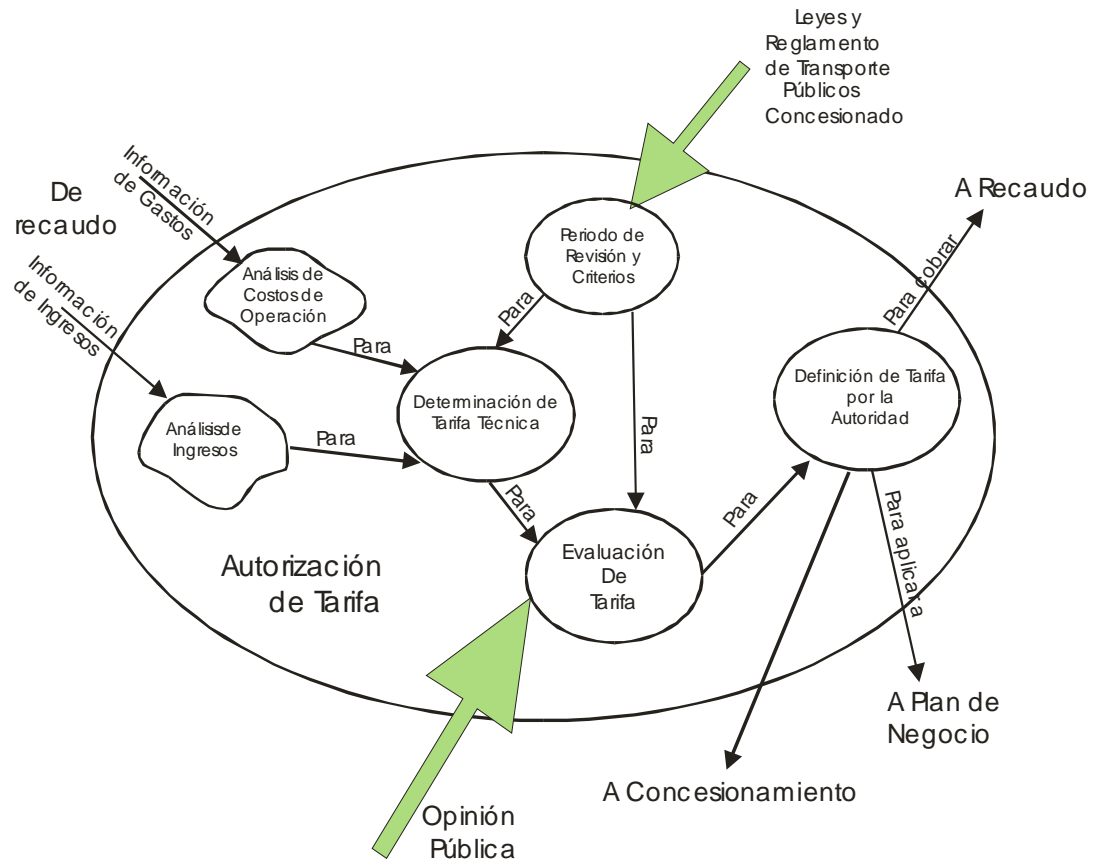 Leyes y
Reglamento
de Transporte
Públicos
Concesionado
A Recaudo
De
recaudo
Información
de Gastos
Información
de Ingresos
Periodo de
Revisión y
Criterios
Para cobrar
Análisis de
Costos de
Operación
Para
Para
Determinación de
Tarifa Técnica
Definición de Tarifa
por la
Autoridad
Análisis de
Ingresos
Para
Para
Para
Para
Para aplicar a
Evaluación
De
Tarifa
Autorización
de Tarifa
A Plan de
Negocio
A Concesionamiento
Opinión
Pública